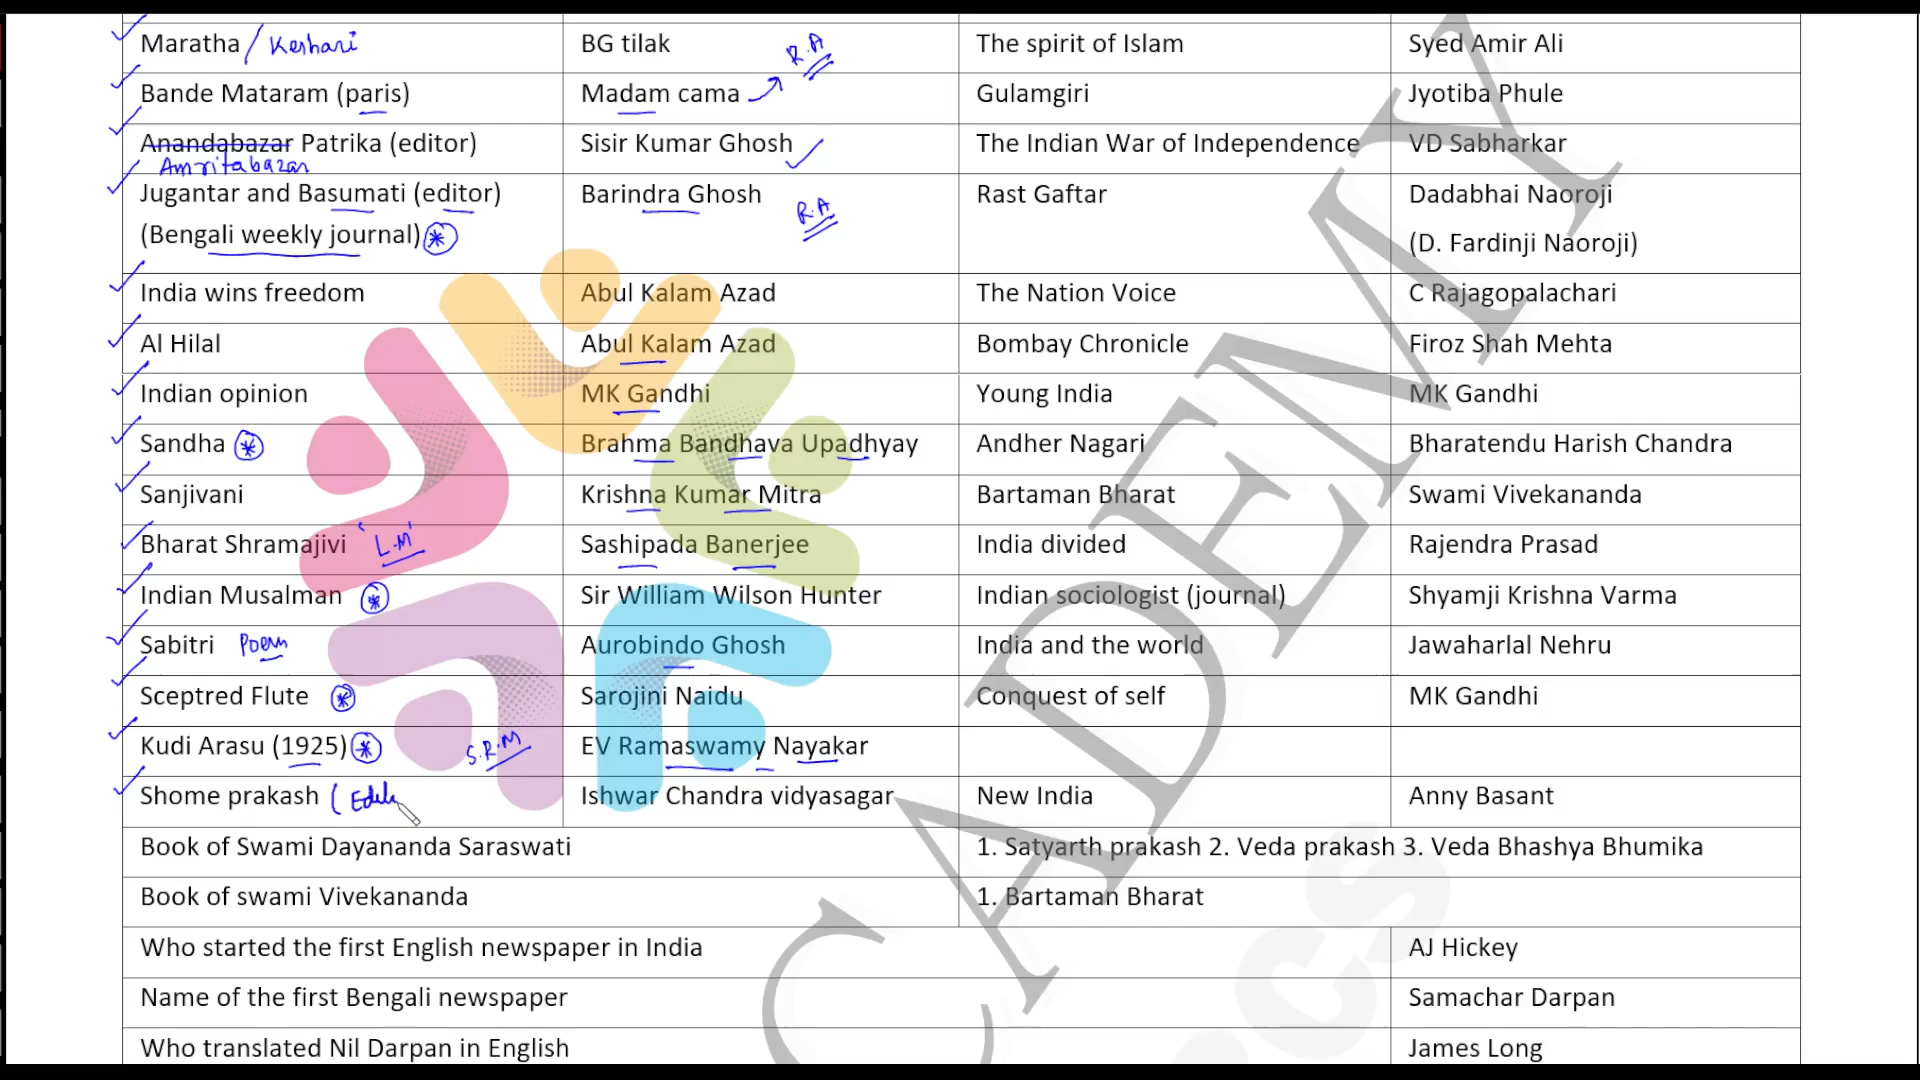 Maratha / Keshari BG tilak The spirit of Islam Syed Amir Ali
R.A
Bande Mataram (paris) Madam cama → Gulamgiri Jyotiba Phule
Anandabazar Patrika (editor) Sisir Kumar Ghosh The Indian War of Independence VD Sabharkar
Amritabazar
Jugantar and Basumati (editor) Barindra Ghosh Rast Gaftar Dadabhai Naoroji
R.A
(Bengali weekly journal) * (D. Fardinji Naoroji)
India wins freedom Abul Kalam Azad The Nation Voice C Rajagopalachari
Al Hilal Abul Kalam Azad Bombay Chronicle Firoz Shah Mehta
Indian opinion MK Gandhi Young India MK Gandhi
Sandha * Brahma Bandhava Upadhyay Andher Nagari Bharatendu Harish Chandra
Sanjivani Krishna Kumar Mitra Bartaman Bharat Swami Vivekananda
Bharat Shramajivi 'L.M' Sashipada Banerjee India divided Rajendra Prasad
Indian Musalman * Sir William Wilson Hunter Indian sociologist (journal) Shyamji Krishna Varma
Sabitri Poem Aurobindo Ghosh India and the world Jawaharlal Nehru
Sceptred Flute * Sarojini Naidu Conquest of self MK Gandhi
Kudi Arasu (1925) * S.R.M EV Ramaswamy Nayakar
Shome prakash ( Ishwar Chandra vidyasagar New India Anny Basant
Book of Swami Dayananda Saraswati 1. Satyarth prakash 2. Veda prakash 3. Veda Bhashya Bhumika
Book of swami Vivekananda 1. Bartaman Bharat
Who started the first English newspaper in India AJ Hickey
Name of the first Bengali newspaper Samachar Darpan
Who translated Nil Darpan in English James Long
CADEMY
cs